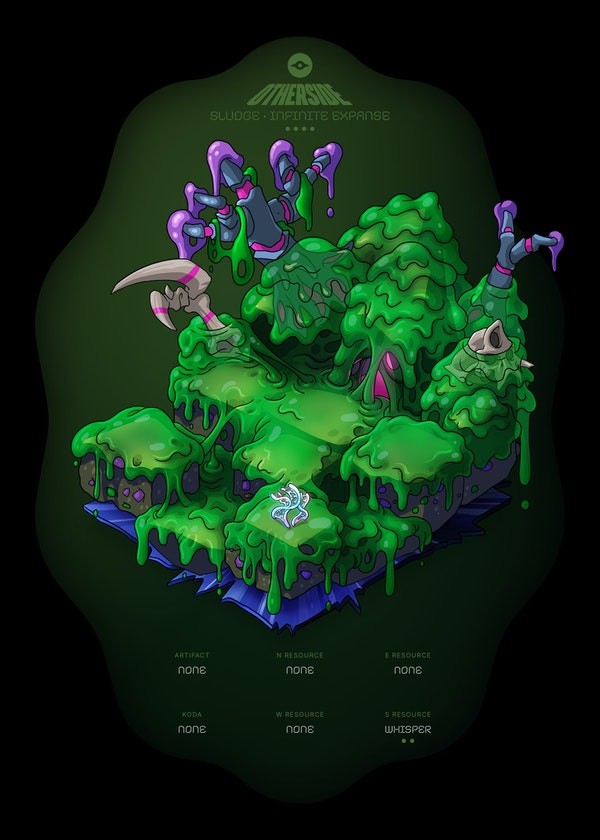 OTHERSIDE
SLUDGE · INFINITE EXPANSE
ARTIFACT N RESOURCE E RESOURCE
NONE NONE NONE
KODA W RESOURCE S RESOURCE
NONE NONE WHISPER